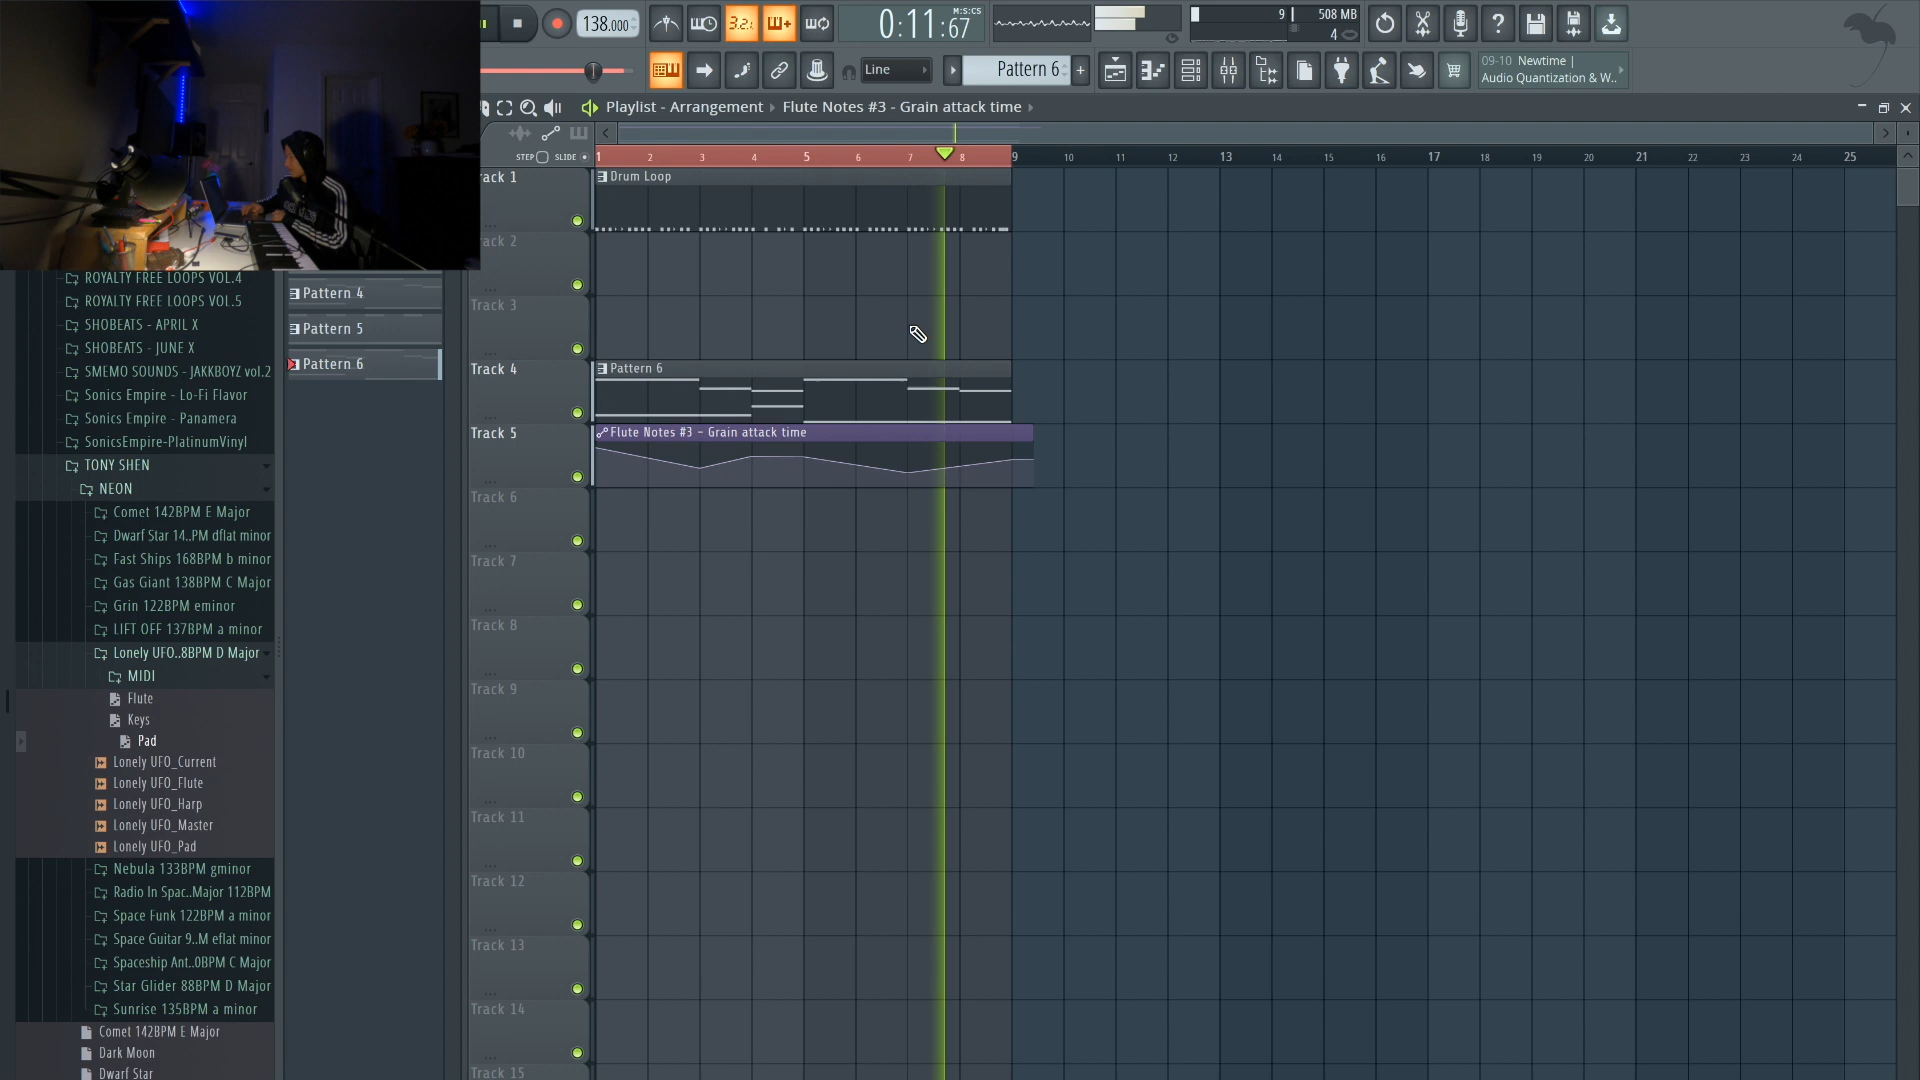 138.000
3.2.
0:11:67
M:S:CS
9
508 MB
4
Line
Pattern 6
09-10 Newtime |
Audio Quantization & W..
Playlist - Arrangement
Flute Notes #3 - Grain attack time
STEP
SLIDE
1 2 3 4 5 6 7 8 9 10 11 12 13 14 15 16 17 18 19 20 21 22 23 24 25
rack 1
Drum Loop
rack 2
Track 3
Track 4
Pattern 6
Track 5
Flute Notes #3 - Grain attack time
Track 6
Track 7
Track 8
Track 9
Track 10
Track 11
Track 12
Track 13
Track 14
Track 15
Pattern 4
Pattern 5
Pattern 6
ROYALTY FREE LOOPS VOL.4
ROYALTY FREE LOOPS VOL.5
SHOBEATS - APRIL X
SHOBEATS - JUNE X
SMEMO SOUNDS - JAKKBOYZ vol.2
Sonics Empire - Lo-Fi Flavor
Sonics Empire - Panamera
SonicsEmpire-PlatinumVinyl
TONY SHEN
NEON
Comet 142BPM E Major
Dwarf Star 14..PM dflat minor
Fast Ships 168BPM b minor
Gas Giant 138BPM C Major
Grin 122BPM eminor
LIFT OFF 137BPM a minor
Lonely UFO..8BPM D Major
MIDI
Flute
Keys
Pad
Lonely UFO_Current
Lonely UFO_Flute
Lonely UFO_Harp
Lonely UFO_Master
Lonely UFO_Pad
Nebula 133BPM gminor
Radio In Spac..Major 112BPM
Space Funk 122BPM a minor
Space Guitar 9..M eflat minor
Spaceship Ant..0BPM C Major
Star Glider 88BPM D Major
Sunrise 135BPM a minor
Comet 142BPM E Major
Dark Moon
Dwarf Star